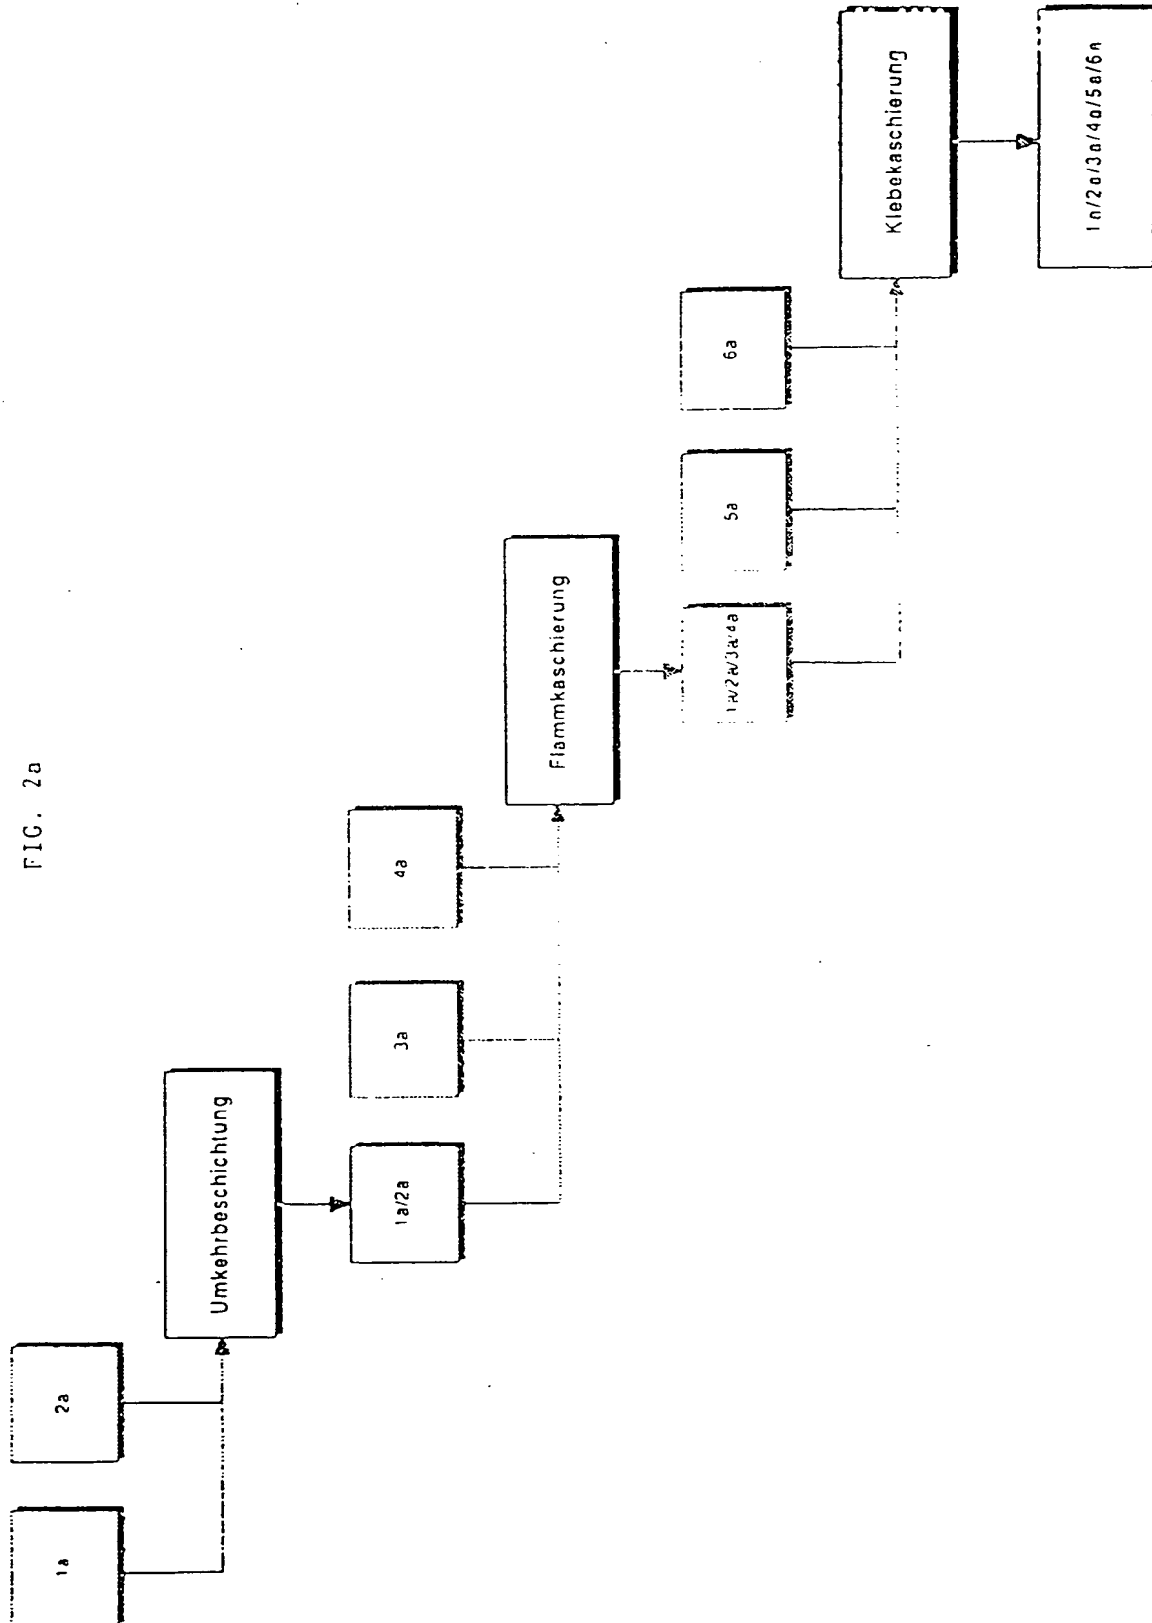 FIG. 2a
1a
2a
Umkehrbeschichtung
1a/2a
3a
4a
Flammkaschierung
1a/2a/3a/4a
5a
6a
Klebekaschierung
1a/2a/3a/4a/5a/6a